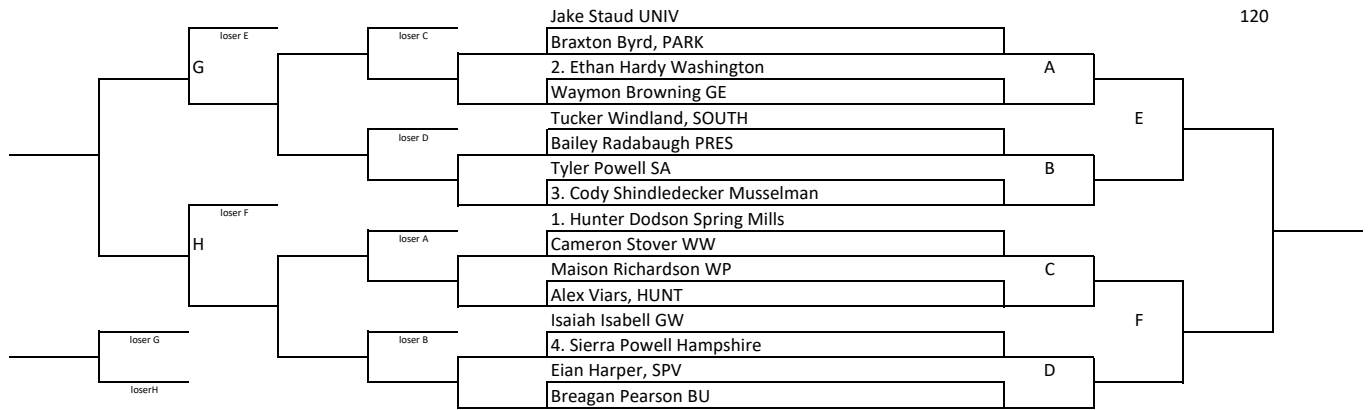 Jake Staud UNIV 120
loser E loser C
Braxton Byrd, PARK
G 2. Ethan Hardy Washington A
Waymon Browning GE
Tucker Windland, SOUTH E
loser D Bailey Radabaugh PRES
Tyler Powell SA B
3. Cody Shindledecker Musselman
loser F 1. Hunter Dodson Spring Mills
H loser A Cameron Stover WW
Maison Richardson WP C
Alex Viars, HUNT
Isaiah Isabell GW F
loser G loser B 4. Sierra Powell Hampshire
Eian Harper, SPV D
loserH Breagan Pearson BU